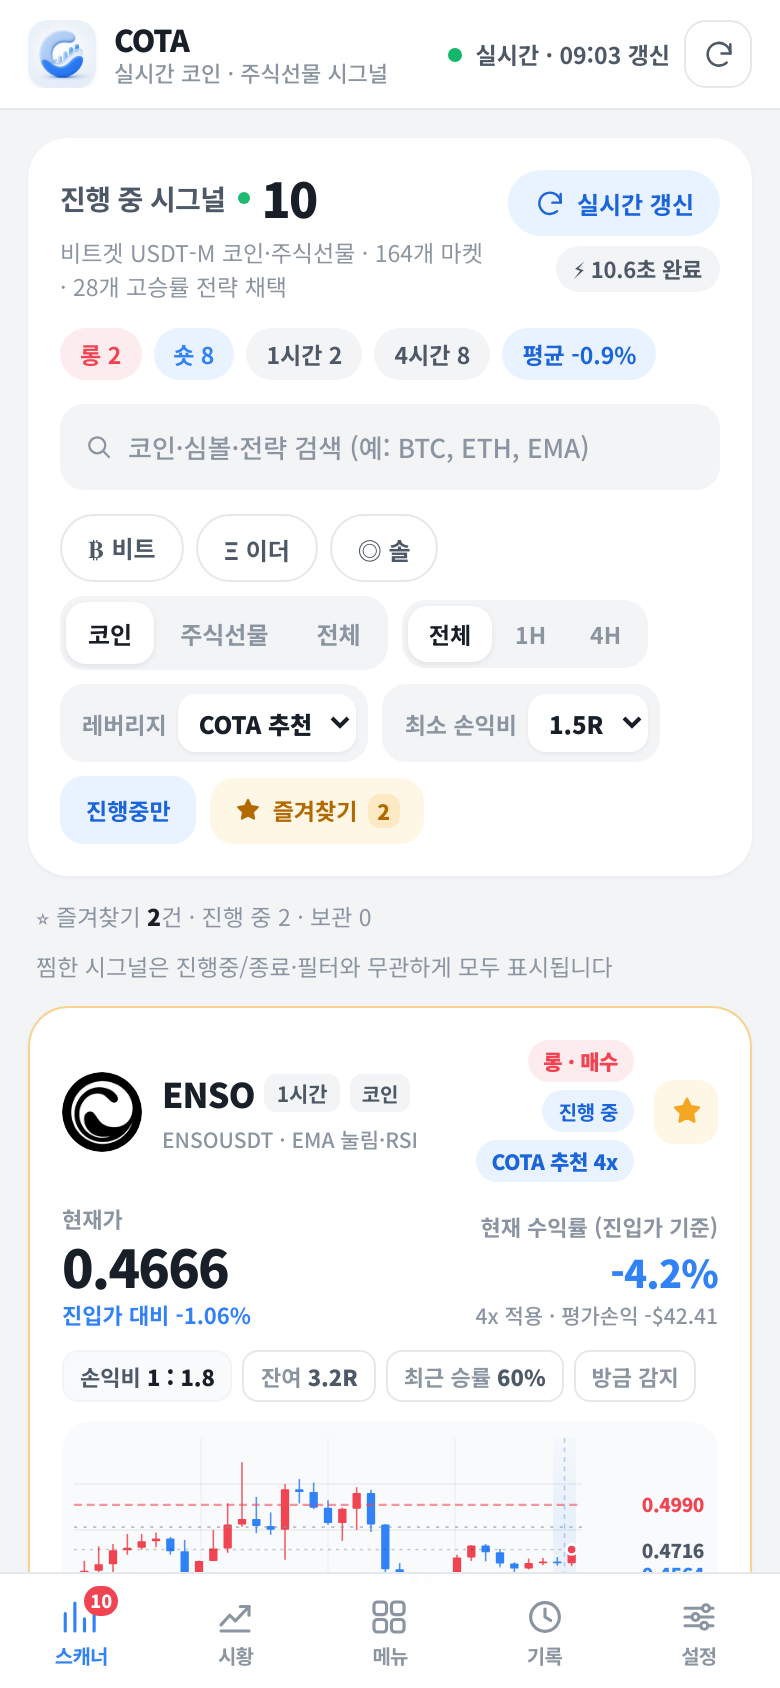 COTA
실시간 코인 · 주식선물 시그널
실시간 · 09:03 갱신
진행 중 시그널 10
실시간 갱신
비트겟 USDT-M 코인·주식선물 · 164개 마켓
· 28개 고승률 전략 채택
⚡ 10.6초 완료
롱 2
숏 8
1시간 2
4시간 8
평균 -0.9%
코인·심볼·전략 검색 (예: BTC, ETH, EMA)
₿ 비트
Ξ 이더
◎ 솔
코인
주식선물
전체
전체
1H
4H
레버리지
COTA 추천
최소 손익비
1.5R
진행중만
★ 즐겨찾기 2
⭐ 즐겨찾기 2건 · 진행 중 2 · 보관 0
찜한 시그널은 진행중/종료·필터와 무관하게 모두 표시됩니다
롱 · 매수
ENSO
1시간
코인
진행 중
ENSOUSDT · EMA 눌림·RSI
COTA 추천 4x
현재가
현재 수익률 (진입가 기준)
0.4666
-4.2%
진입가 대비 -1.06%
4x 적용 · 평가손익 -$42.41
손익비 1 : 1.8
잔여 3.2R
최근 승률 60%
방금 감지
0.4990
0.4716
10
스캐너
시황
메뉴
기록
설정